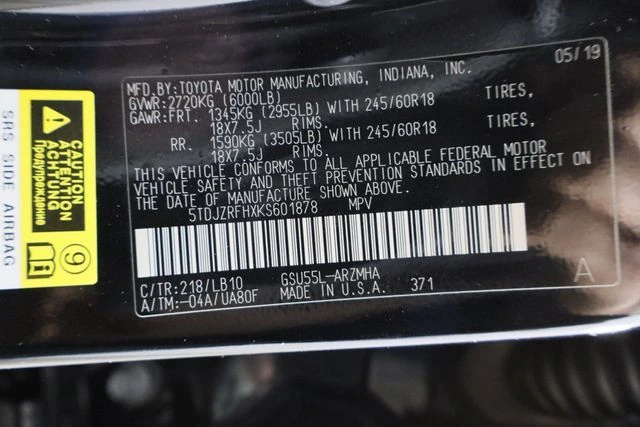 05/19
MFD. BY: TOYOTA MOTOR MANUFACTURING, INDIANA, INC.
GVWR: 2720KG (6000LB)
GAWR: FRT. 1345KG (2955LB) WITH 245/60R18 TIRES,
18X7.5J RIMS.
RR. 1590KG (3505LB) WITH 245/60R18 TIRES,
18X7.5J RIMS
THIS VEHICLE CONFORMS TO ALL APPLICABLE FEDERAL MOTOR
VEHICLE SAFETY AND THEFT PREVENTION STANDARDS IN EFFECT ON
THE DATE OF MANUFACTURE SHOWN ABOVE.
5TDJZRFHXKS601878 MPV
C/TR: 218/LB10 GSU55L-ARZMHA
A/TM: -04A/UA80F MADE IN U.S.A. 371
A
SRS SIDE AIRBAG
CAUTION
ATTENTION
ACHTUNG
Предупреждение
9